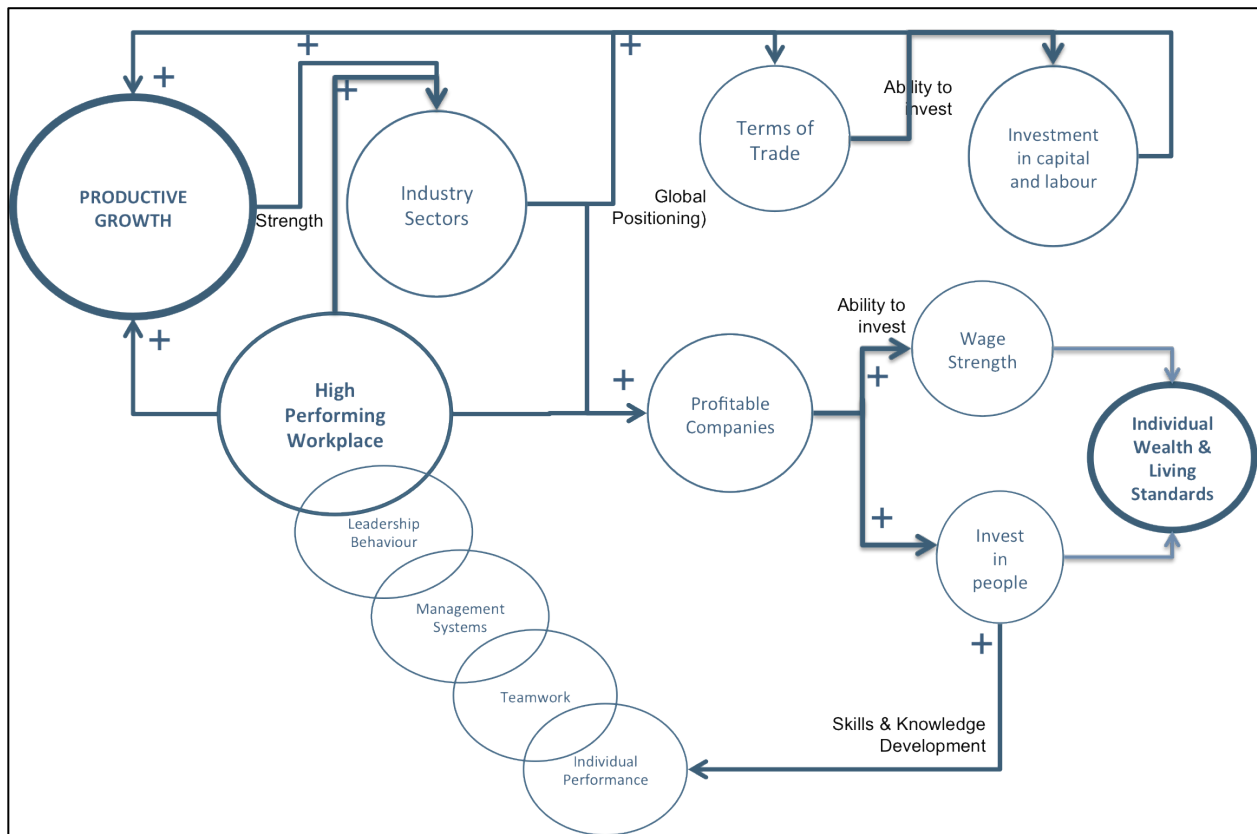 +
+
+
+
+
PRODUCTIVE
GROWTH
Strength
Industry
Sectors
Terms of
Trade
Global
Positioning)
Ability to
invest
Investment
in capital
and labour
+
High
Performing
Workplace
+
Profitable
Companies
Ability to
invest
+
Wage
Strength
Individual
Wealth &
Living
Standards
+
Invest
in
people
+
Leadership
Behaviour
Management
Systems
Teamwork
Individual
Performance
Skills & Knowledge
Development